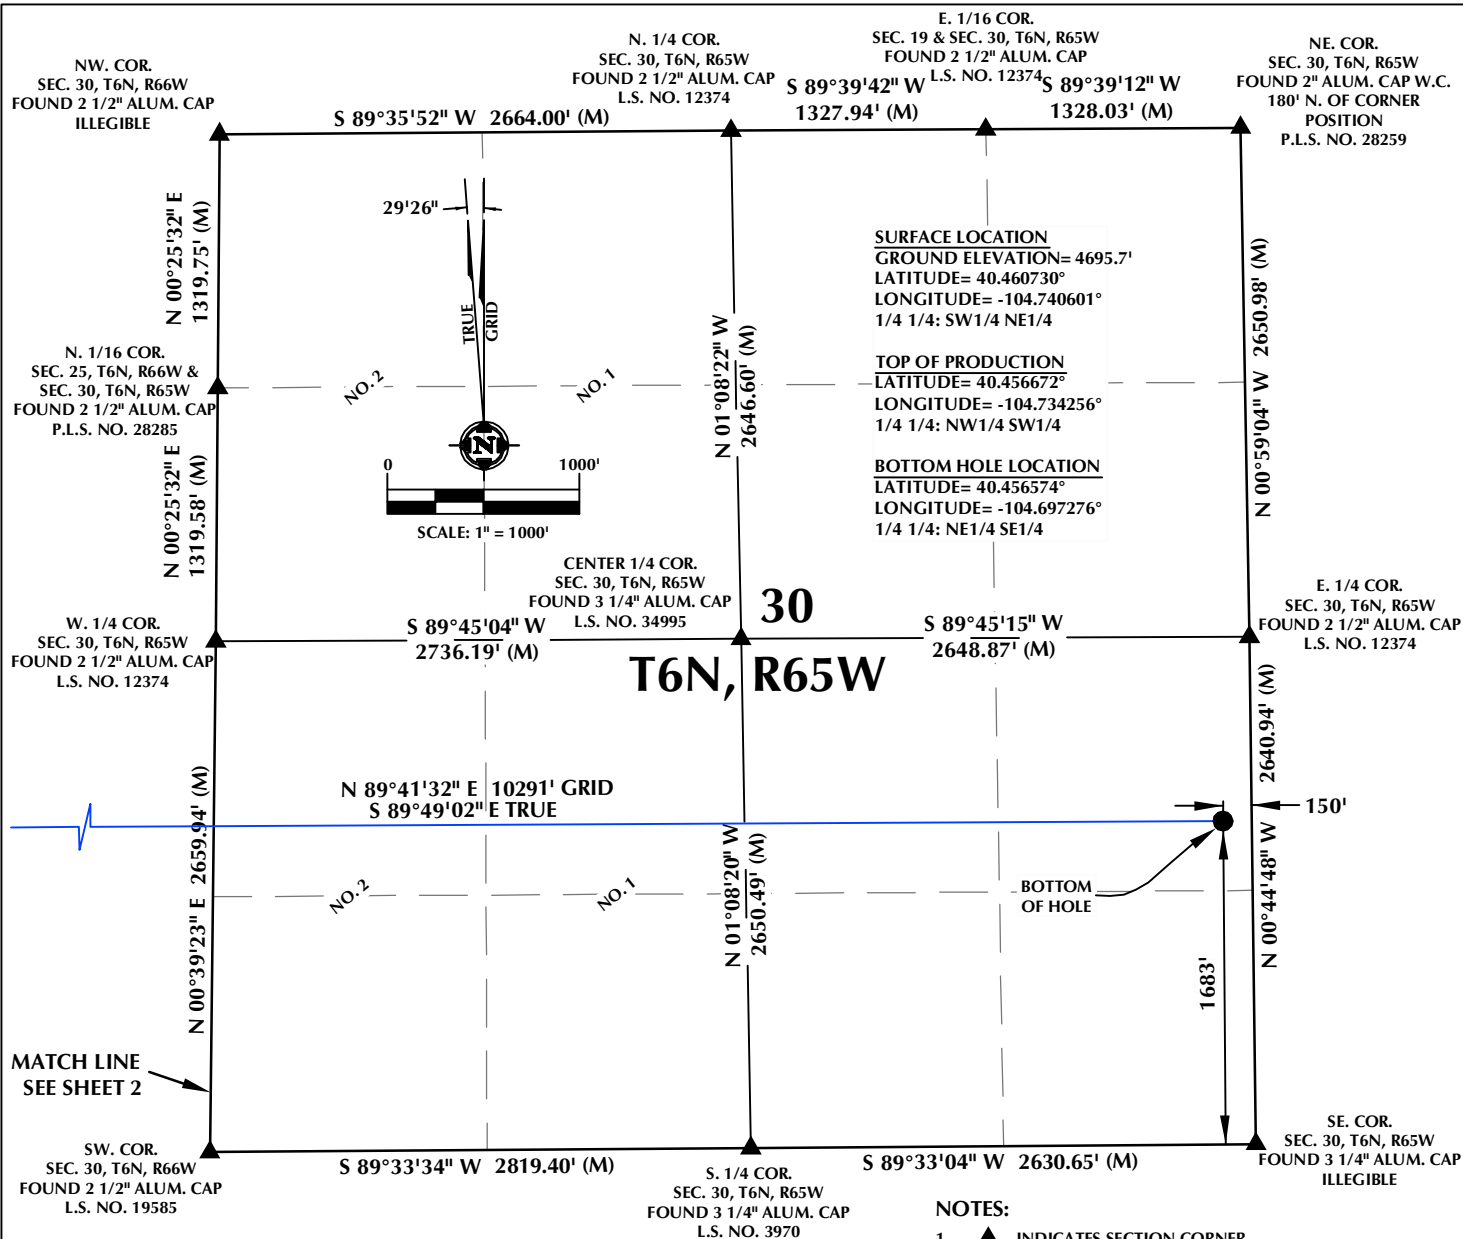 NW. COR.
SEC. 30, T6N, R66W
FOUND 2 1/2" ALUM. CAP
ILLEGIBLE
N. 1/4 COR.
SEC. 30, T6N, R65W
FOUND 2 1/2" ALUM. CAP
L.S. NO. 12374
E. 1/16 COR.
SEC. 19 & SEC. 30, T6N, R65W
FOUND 2 1/2" ALUM. CAP
L.S. NO. 12374
NE. COR.
SEC. 30, T6N, R65W
FOUND 2" ALUM. CAP W.C.
180' N. OF CORNER
POSITION
P.L.S. NO. 28259
S 89°35'52" W 2664.00' (M)
S 89°39'42" W
1327.94' (M)
S 89°39'12" W
1328.03' (M)
N 00°25'32" E
1319.75' (M)
29'26"
TRUE
GRID
SURFACE LOCATION
GROUND ELEVATION= 4695.7'
LATITUDE= 40.460730°
LONGITUDE= -104.740601°
1/4 1/4: SW1/4 NE1/4
TOP OF PRODUCTION
LATITUDE= 40.456672°
LONGITUDE= -104.734256°
1/4 1/4: NW1/4 SW1/4
BOTTOM HOLE LOCATION
LATITUDE= 40.456574°
LONGITUDE= -104.697276°
1/4 1/4: NE1/4 SE1/4
N 00°59'04" W 2650.98' (M)
N 01°08'22" W
2646.60' (M)
N. 1/16 COR.
SEC. 25, T6N, R66W &
SEC. 30, T6N, R65W
FOUND 2 1/2" ALUM. CAP
P.L.S. NO. 28285
NO. 2
NO. 1
N
0 1000'
SCALE: 1" = 1000'
N 00°25'32" E
1319.58' (M)
CENTER 1/4 COR.
SEC. 30, T6N, R65W
FOUND 3 1/4" ALUM. CAP
L.S. NO. 34995
30
T6N, R65W
W. 1/4 COR.
SEC. 30, T6N, R65W
FOUND 2 1/2" ALUM. CAP
L.S. NO. 12374
S 89°45'04" W
2736.19' (M)
S 89°45'15" W
2648.87' (M)
E. 1/4 COR.
SEC. 30, T6N, R65W
FOUND 2 1/2" ALUM. CAP
L.S. NO. 12374
N 00°39'23" E 2659.94' (M)
N 89°41'32" E 10291' GRID
S 89°49'02" E TRUE
N 01°08'20" W
2650.49' (M)
N 00°44'48" W 2640.94' (M)
150'
NO. 2
NO. 1
BOTTOM
OF HOLE
1683'
MATCH LINE
SEE SHEET 2
SW. COR.
SEC. 30, T6N, R66W
FOUND 2 1/2" ALUM. CAP
L.S. NO. 19585
S 89°33'34" W 2819.40' (M)
S. 1/4 COR.
SEC. 30, T6N, R65W
FOUND 3 1/4" ALUM. CAP
L.S. NO. 3970
S 89°33'04" W 2630.65' (M)
SE. COR.
SEC. 30, T6N, R65W
FOUND 3 1/4" ALUM. CAP
ILLEGIBLE
NOTES:
1. INDICATES SECTION CORNER